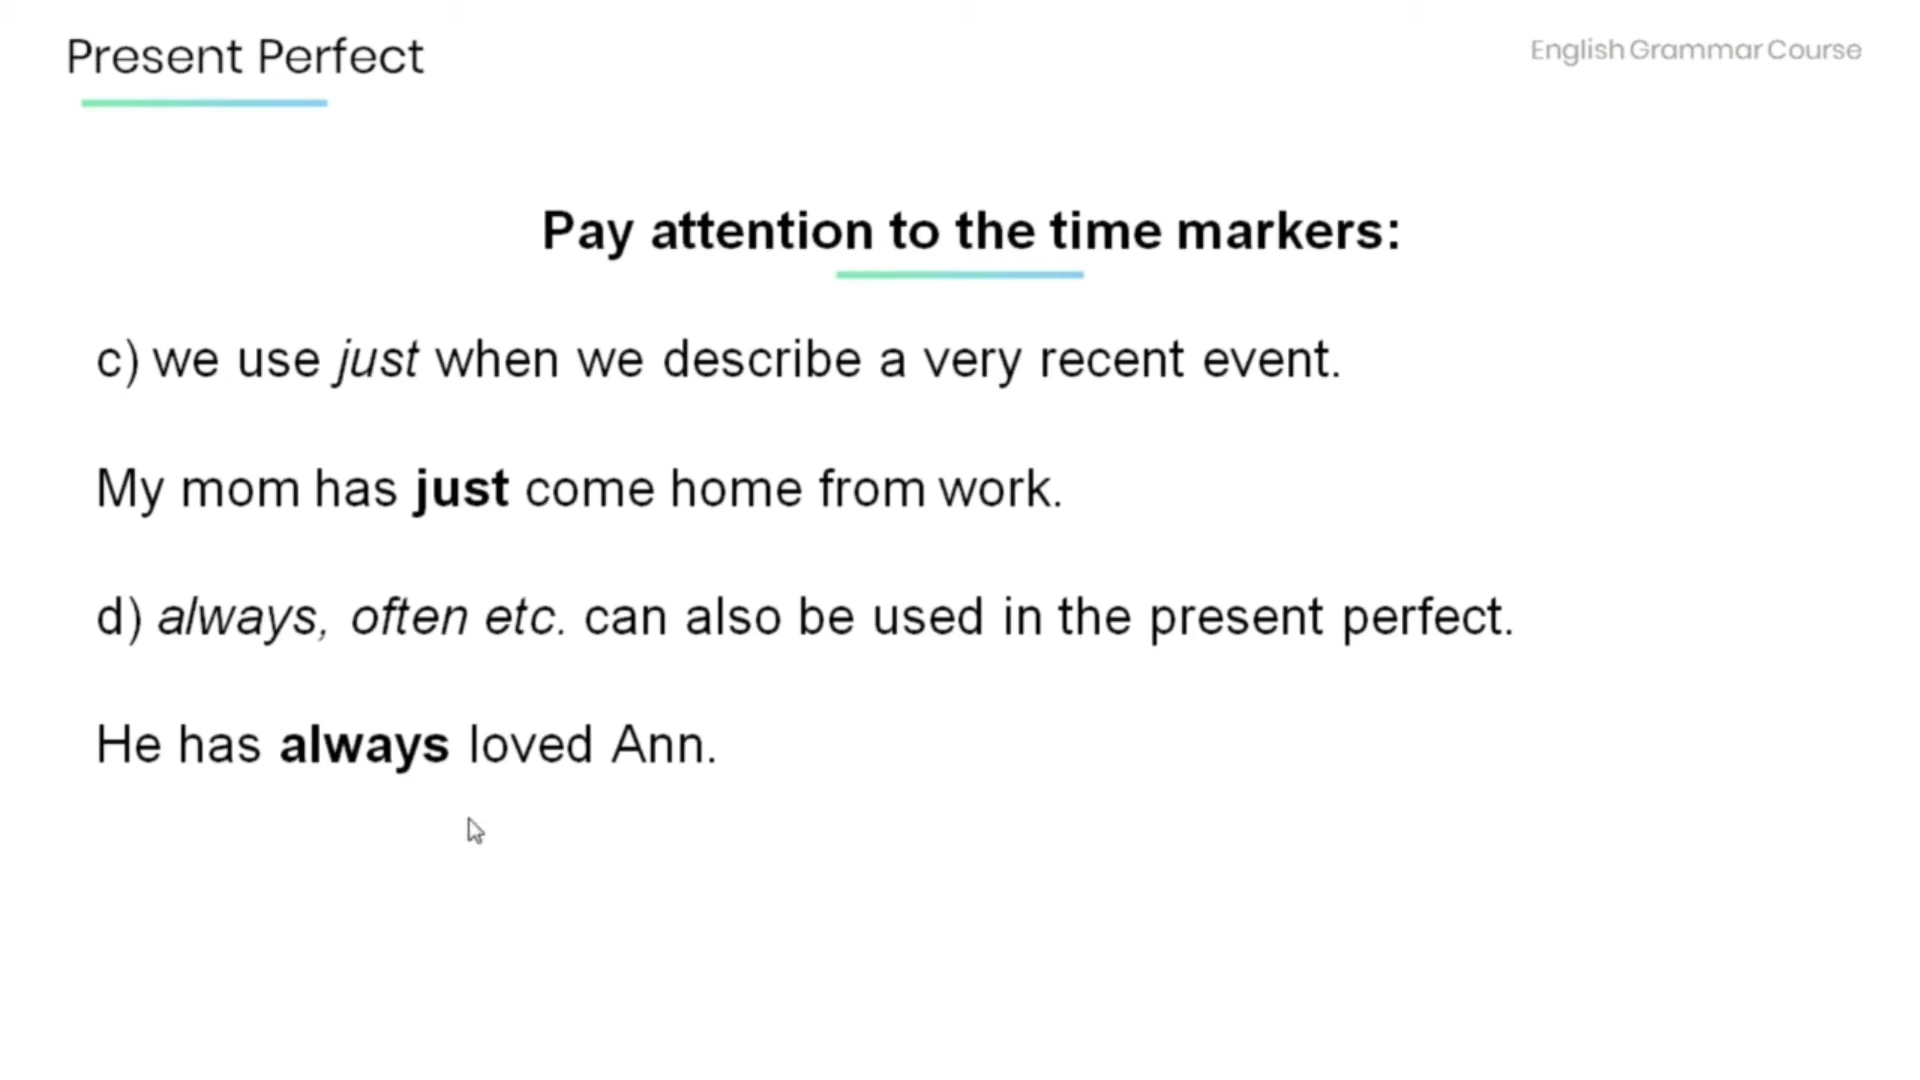 Present Perfect
English Grammar Course
Pay attention to the time markers:
c) we use just when we describe a very recent event.
My mom has just come home from work.
d) always, often etc. can also be used in the present perfect.
He has always loved Ann.